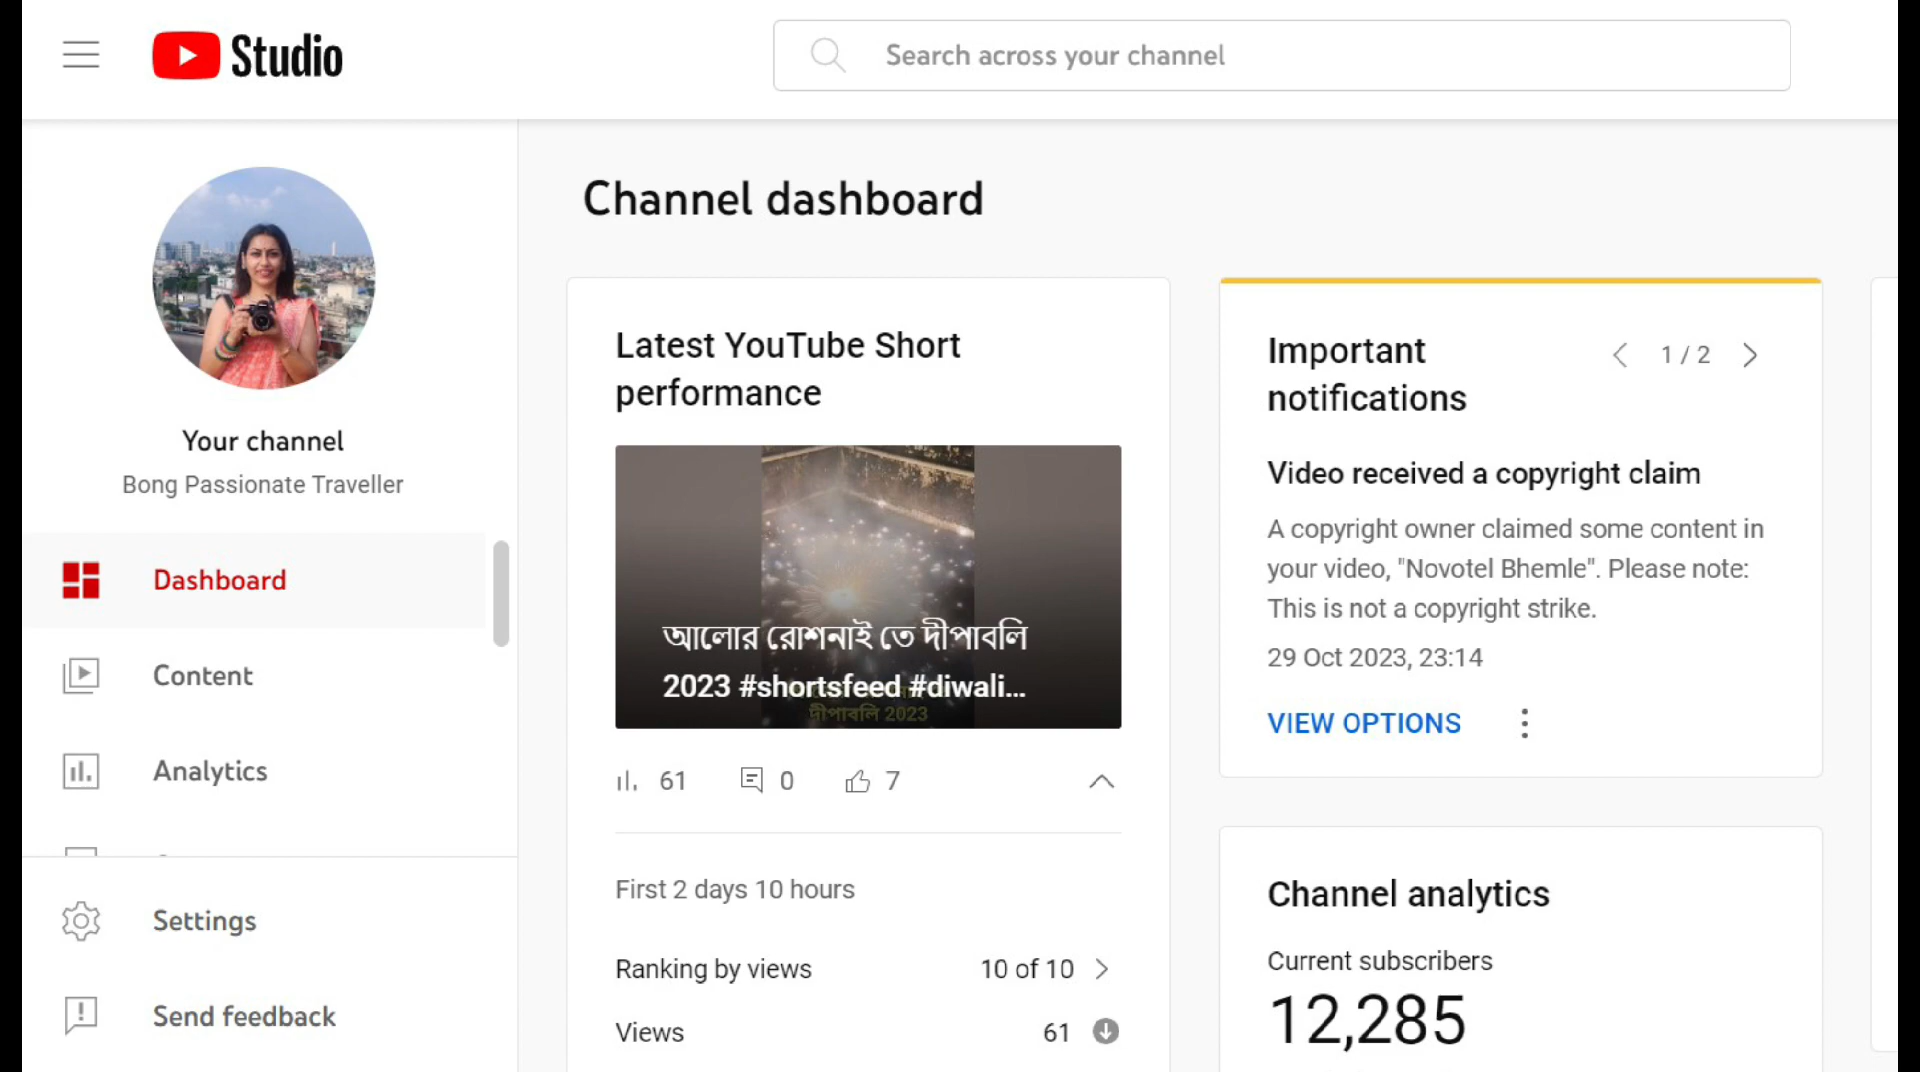 Studio
Search across your channel
Channel dashboard
Your channel
Bong Passionate Traveller
Dashboard
Content
Analytics
Settings
Send feedback
Latest YouTube Short
performance
আলোর রোশনাই তে দীপাবলি
2023 #shortsfeed #diwali...
দীপাবলি 2023
61
0
7
First 2 days 10 hours
Ranking by views
10 of 10
Views
61
Important
notifications
1 / 2
Video received a copyright claim
A copyright owner claimed some content in
your video, "Novotel Bhemle". Please note:
This is not a copyright strike.
29 Oct 2023, 23:14
VIEW OPTIONS
Channel analytics
Current subscribers
12,285